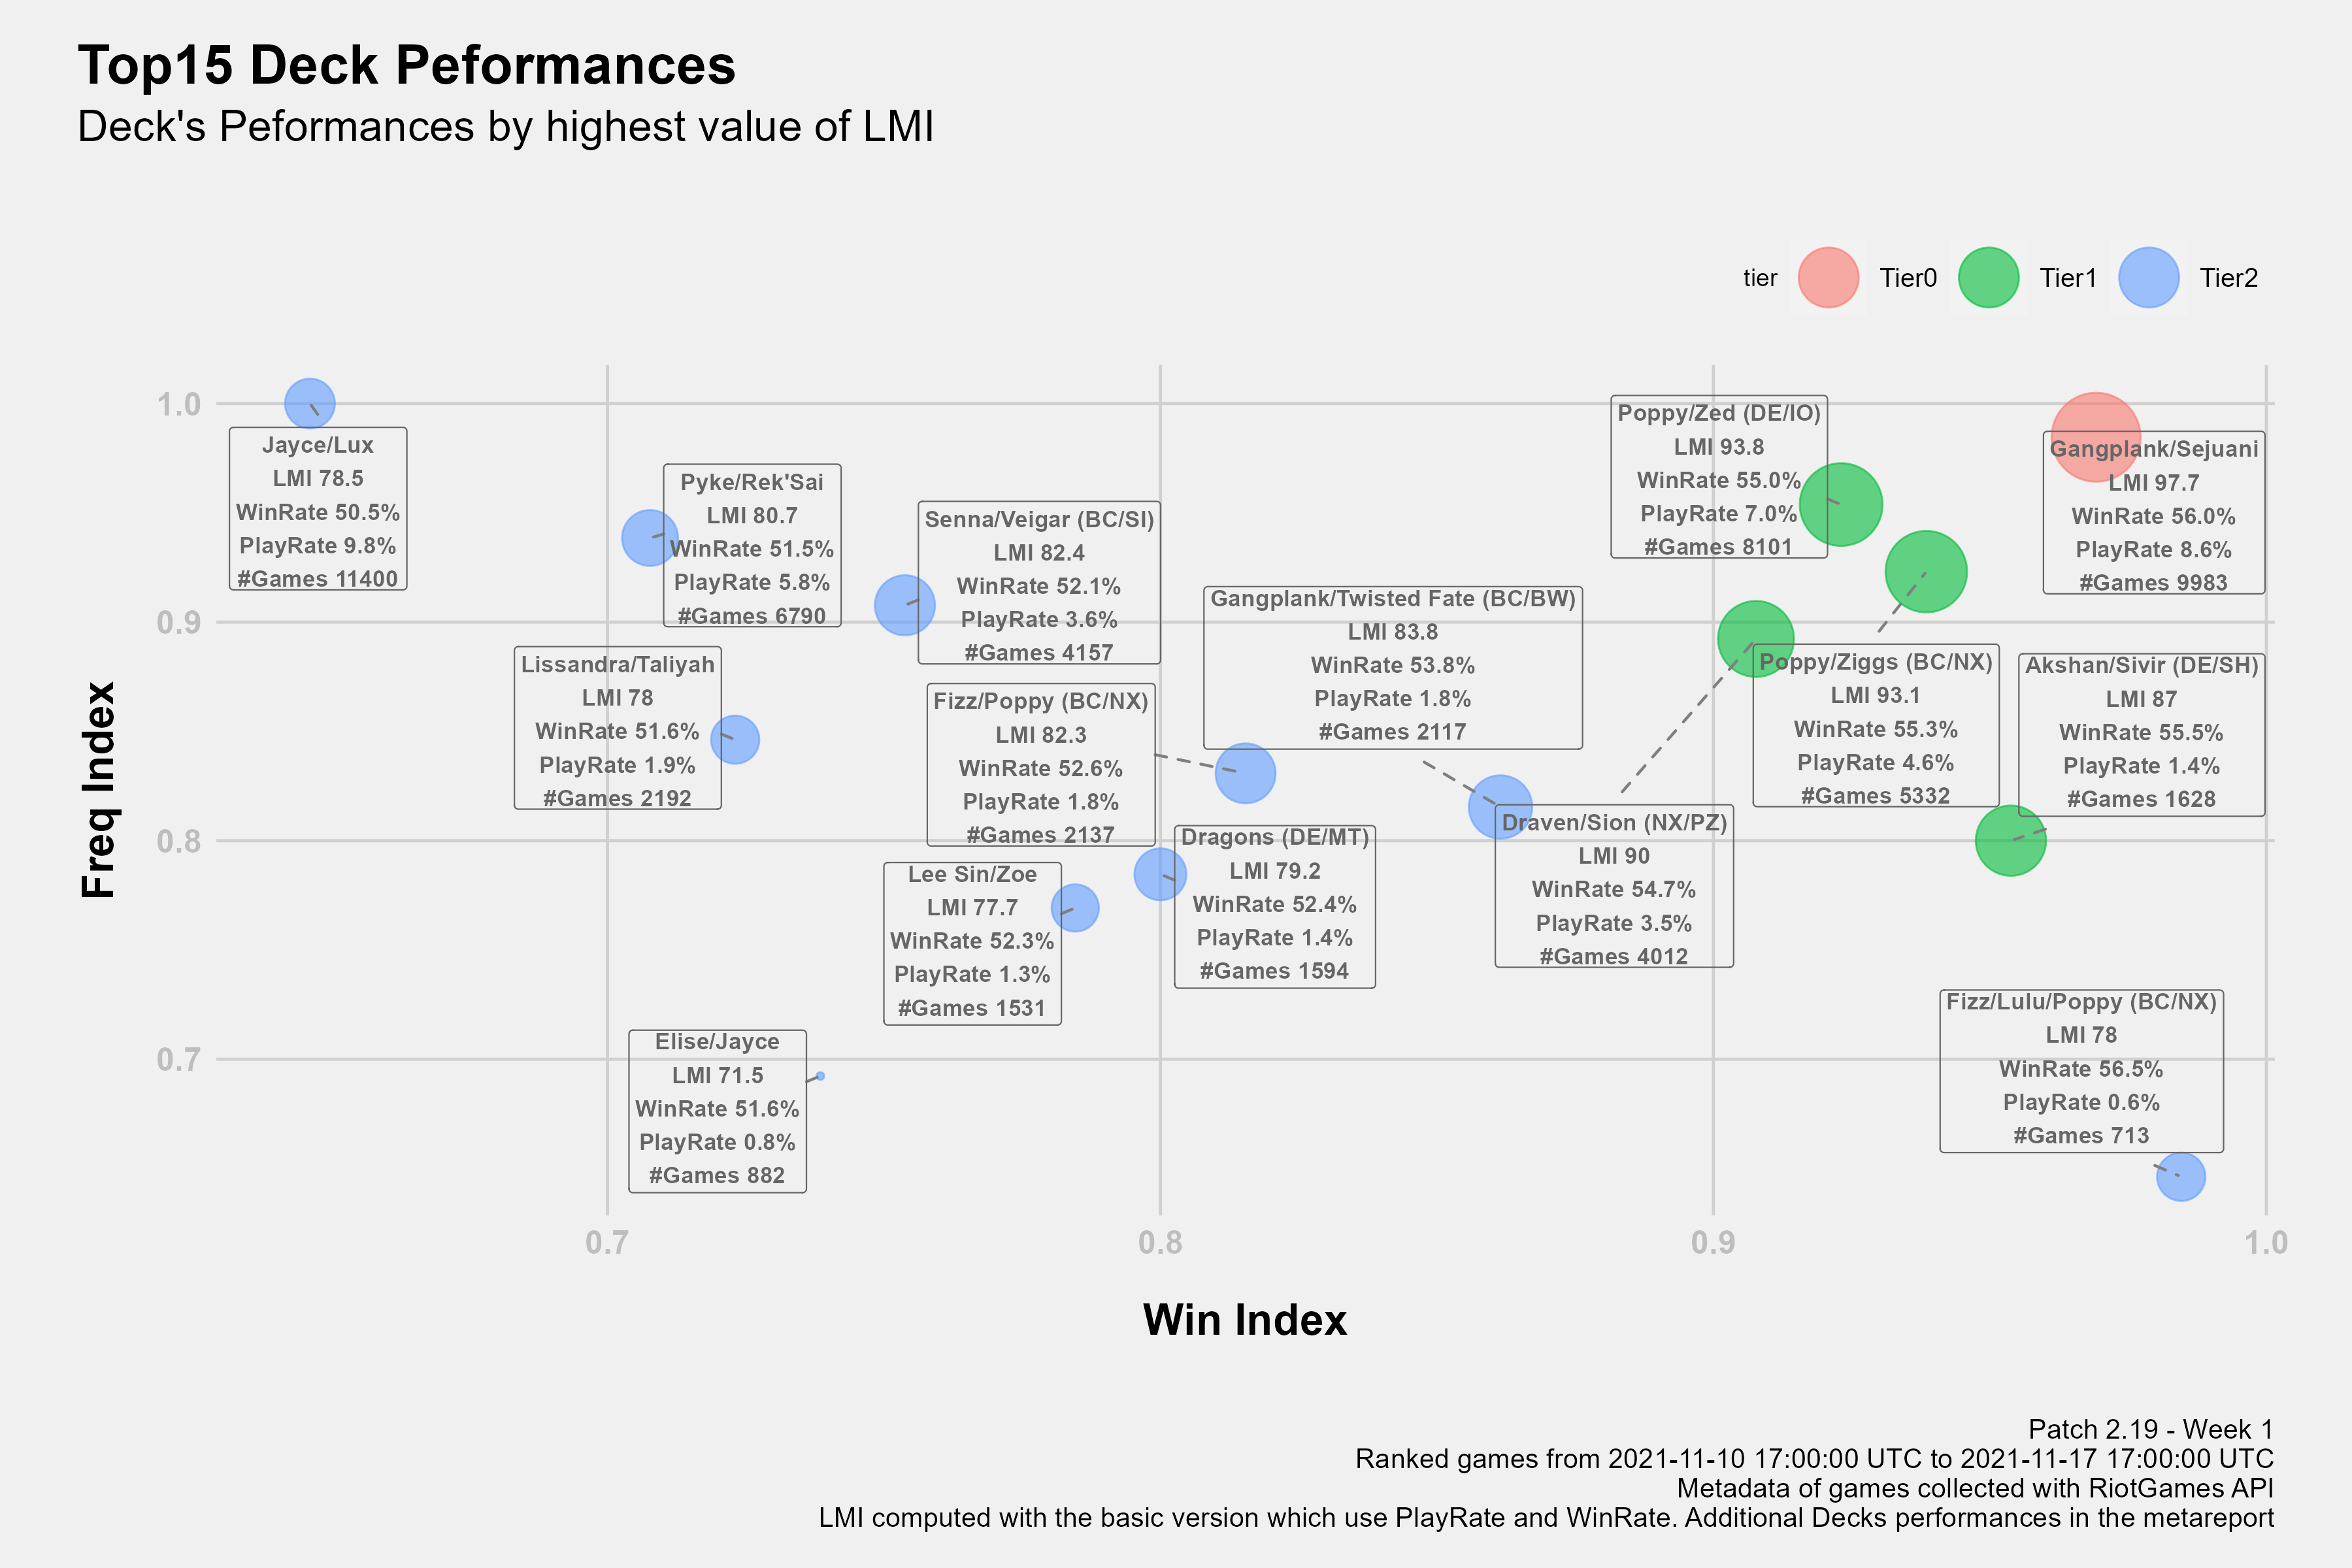 Top15 Deck Peformances
Deck's Peformances by highest value of LMI
tier Tier0 Tier1 Tier2
Freq Index
1.0
0.9
0.8
0.7
Jayce/Lux
LMI 78.5
WinRate 50.5%
PlayRate 9.8%
#Games 11400
Pyke/Rek'Sai
LMI 80.7
WinRate 51.5%
PlayRate 5.8%
#Games 6790
Senna/Veigar (BC/SI)
LMI 82.4
WinRate 52.1%
PlayRate 3.6%
#Games 4157
Poppy/Zed (DE/IO)
LMI 93.8
WinRate 55.0%
PlayRate 7.0%
#Games 8101
Gangplank/Sejuani
LMI 97.7
WinRate 56.0%
PlayRate 8.6%
#Games 9983
Gangplank/Twisted Fate (BC/BW)
LMI 83.8
WinRate 53.8%
PlayRate 1.8%
#Games 2117
Lissandra/Taliyah
LMI 78
WinRate 51.6%
PlayRate 1.9%
#Games 2192
Fizz/Poppy (BC/NX)
LMI 82.3
WinRate 52.6%
PlayRate 1.8%
#Games 2137
Poppy/Ziggs (BC/NX)
LMI 93.1
WinRate 55.3%
PlayRate 4.6%
#Games 5332
Akshan/Sivir (DE/SH)
LMI 87
WinRate 55.5%
PlayRate 1.4%
#Games 1628
Lee Sin/Zoe
LMI 77.7
WinRate 52.3%
PlayRate 1.3%
#Games 1531
Dragons (DE/MT)
LMI 79.2
WinRate 52.4%
PlayRate 1.4%
#Games 1594
Draven/Sion (NX/PZ)
LMI 90
WinRate 54.7%
PlayRate 3.5%
#Games 4012
Elise/Jayce
LMI 71.5
WinRate 51.6%
PlayRate 0.8%
#Games 882
Fizz/Lulu/Poppy (BC/NX)
LMI 78
WinRate 56.5%
PlayRate 0.6%
#Games 713
0.7 0.8 0.9 1.0
Win Index
Patch 2.19 - Week 1
Ranked games from 2021-11-10 17:00:00 UTC to 2021-11-17 17:00:00 UTC
Metadata of games collected with RiotGames API
LMI computed with the basic version which use PlayRate and WinRate. Additional Decks performances in the metareport